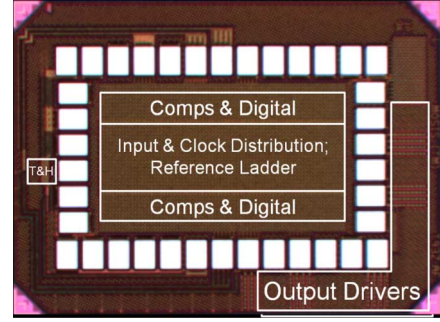 Comps & Digital
Input & Clock Distribution;
Reference Ladder
T&H
Comps & Digital
Output Drivers